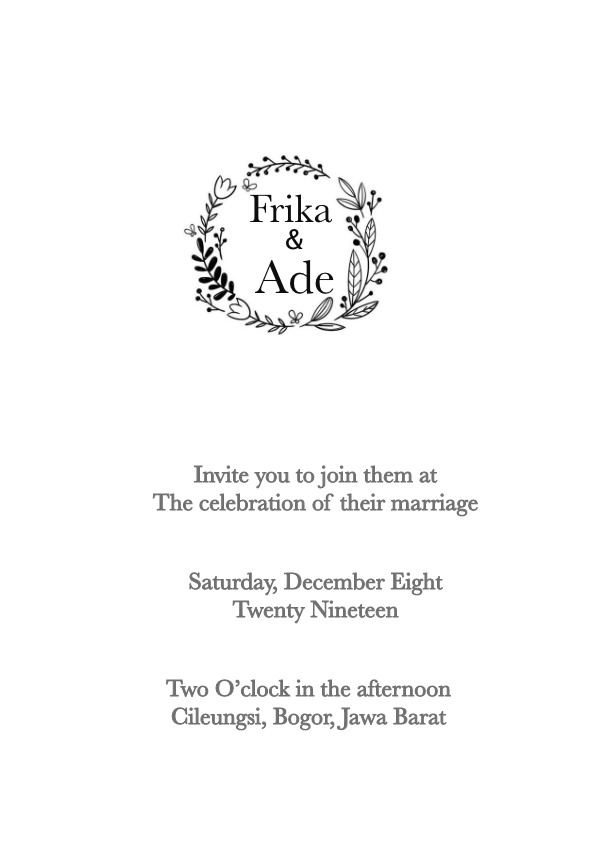 Frika
&
Ade
Invite you to join them at
The celebration of their marriage
Saturday, December Eight
Twenty Nineteen
Two O’clock in the afternoon
Cileungsi, Bogor, Jawa Barat